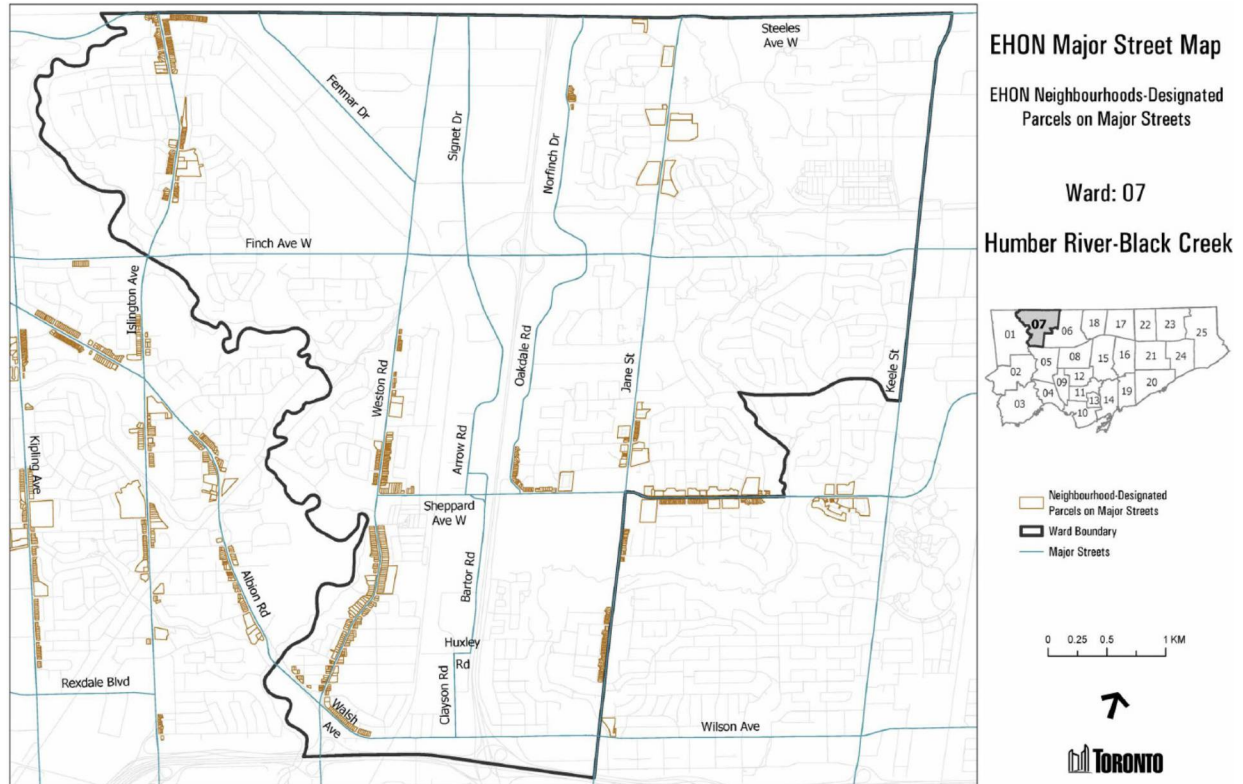 EHON Major Street Map
EHON Neighbourhoods-Designated
Parcels on Major Streets
Ward: 07
Humber River-Black Creek
Steeles
Ave W
Fenmar Dr
Signet Dr
Norfinch Dr
Finch Ave W
Islington Ave
Weston Rd
Oakdale Rd
Jane St
Keele St
Kipling Ave
Arrow Rd
Sheppard
Ave W
Albion Rd
Bartor Rd
Huxley
Rd
Clayson Rd
Rexdale Blvd
Walsh
Ave
Wilson Ave
01
07
06
18
17
22
23
25
02
05
08
15
16
21
24
03
04
09
12
11
10
13
14
19
20
Neighbourhood-Designated
Parcels on Major Streets
Ward Boundary
Major Streets
0 0.25 0.5 1 KM
TORONTO